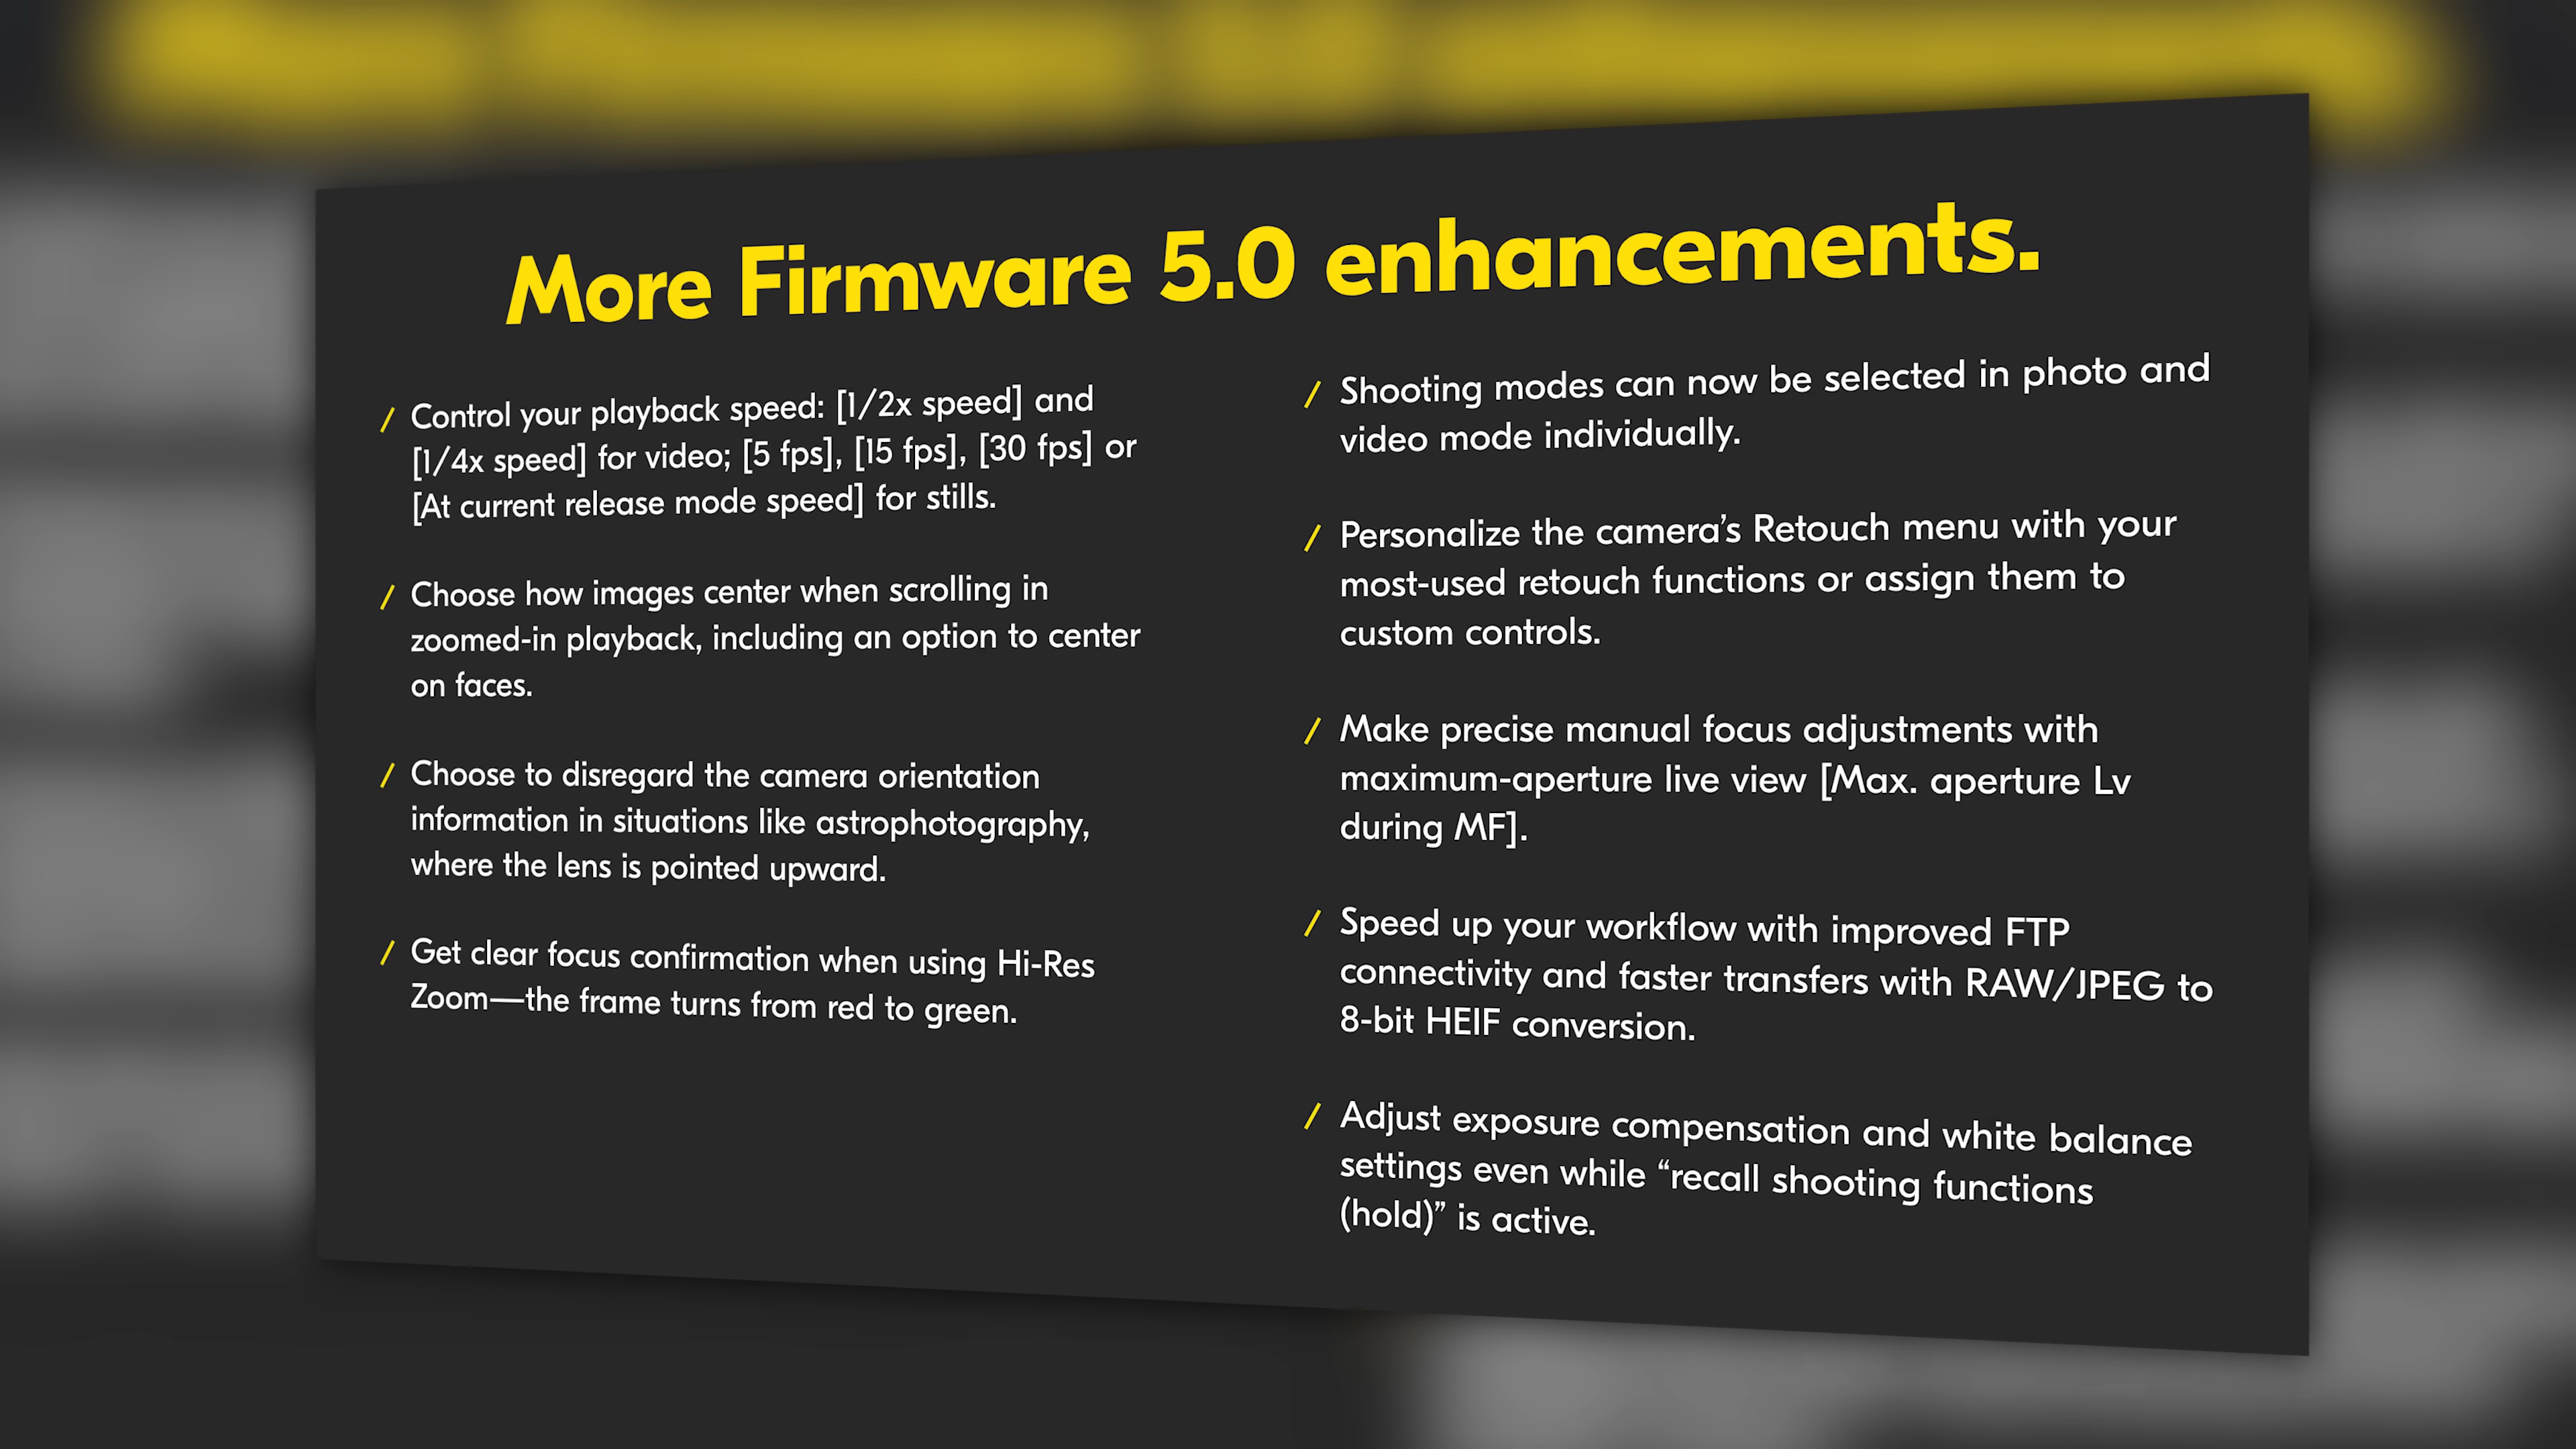 More Firmware 5.0 enhancements.
/ Control your playback speed: [1/2x speed] and
[1/4x speed] for video; [5 fps], [15 fps], [30 fps] or
[At current release mode speed] for stills.
/ Choose how images center when scrolling in
zoomed-in playback, including an option to center
on faces.
/ Choose to disregard the camera orientation
information in situations like astrophotography,
where the lens is pointed upward.
/ Get clear focus confirmation when using Hi-Res
Zoom—the frame turns from red to green.
/ Shooting modes can now be selected in photo and
video mode individually.
/ Personalize the camera’s Retouch menu with your
most-used retouch functions or assign them to
custom controls.
/ Make precise manual focus adjustments with
maximum-aperture live view [Max. aperture Lv
during MF].
/ Speed up your workflow with improved FTP
connectivity and faster transfers with RAW/JPEG to
8-bit HEIF conversion.
/ Adjust exposure compensation and white balance
settings even while “recall shooting functions
(hold)” is active.